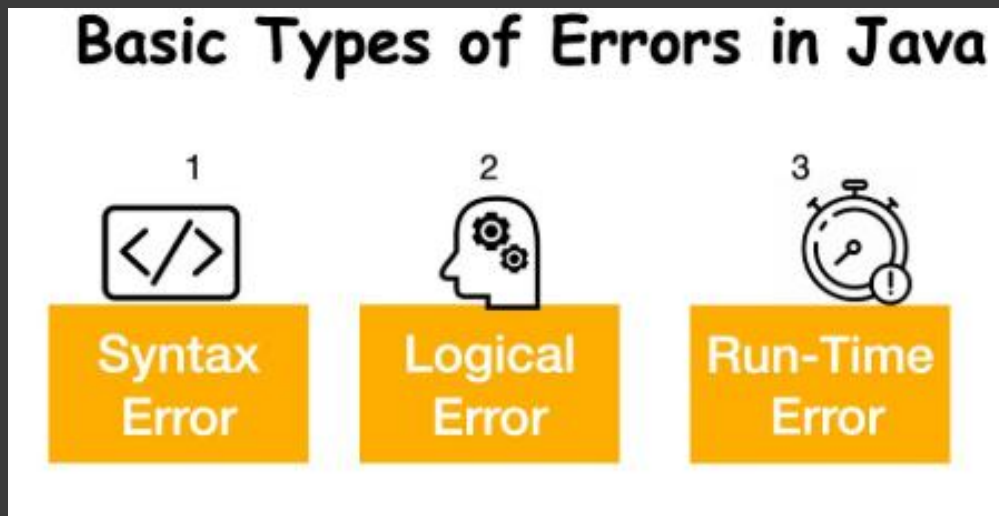 Basic Types of Errors in Java
1
2
3
</>
Syntax
Error
Logical
Error
Run-Time
Error